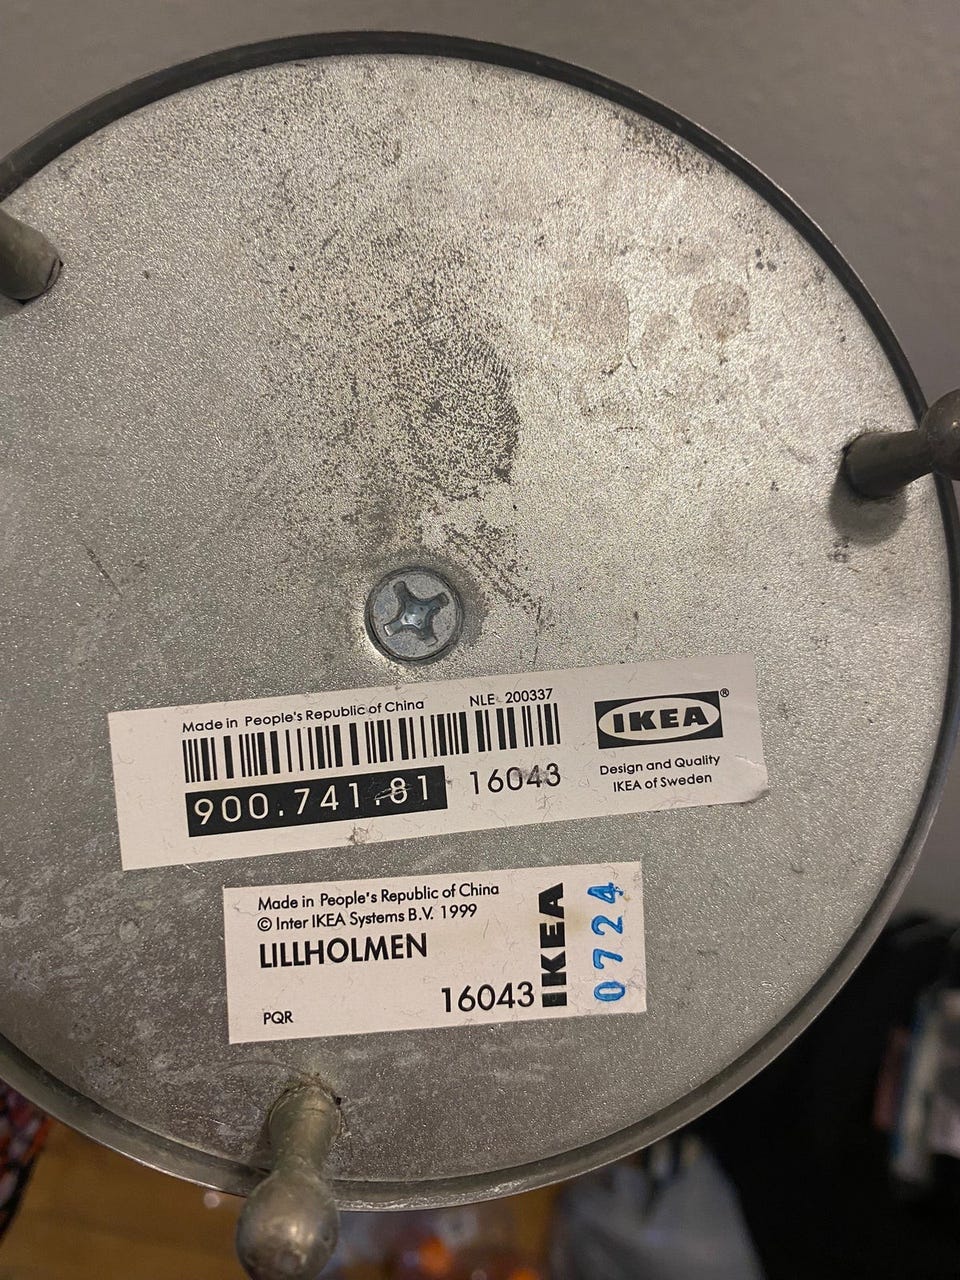 Made in People's Republic of China
NLE 200337
900.741.81
16043
IKEA®
Design and Quality
IKEA of Sweden
Made in People's Republic of China
© Inter IKEA Systems B.V. 1999
LILLHOLMEN
PQR
16043
IKEA
0724